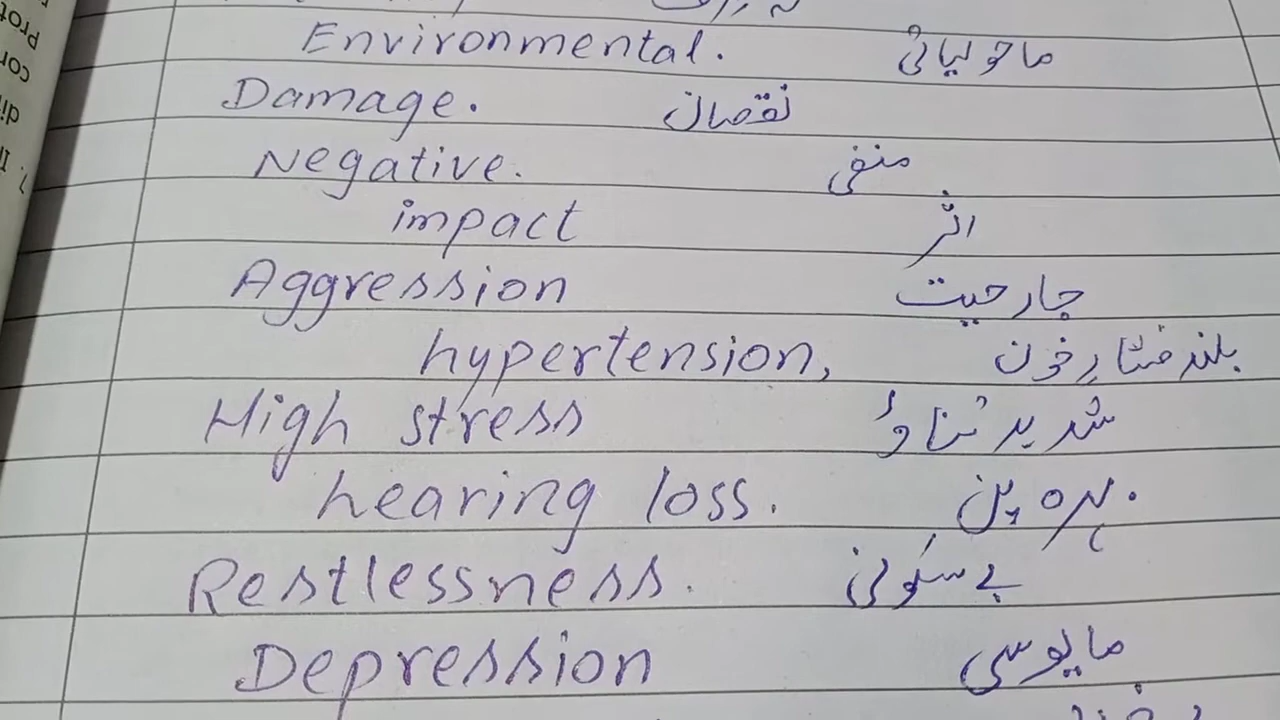 Environmental. ماحولیاتی
Damage. نقصان
Negative. منفی
impact اثر
Aggression جارحیت
hypertension, بلند فشارِ خون
High stress شدید تناؤ
hearing loss. بہرہ پن
Restlessness. بے سکونی
Depression مایوسی